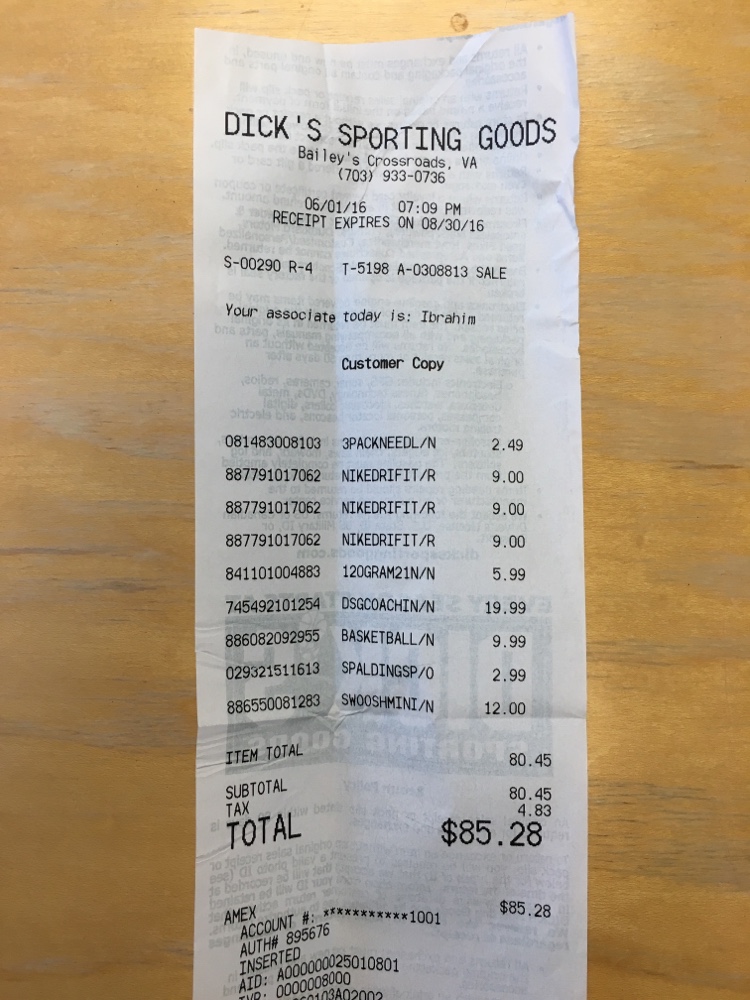 DICK'S SPORTING GOODS
Bailey's Crossroads, VA
(703) 933-0736
06/01/16 07:09 PM
RECEIPT EXPIRES ON 08/30/16
S-00290 R-4 T-5198 A-0308813 SALE
Your associate today is: Ibrahim
Customer Copy
081483008103 3PACKNEEDL/N 2.49
887791017062 NIKEDRIFIT/R 9.00
887791017062 NIKEDRIFIT/R 9.00
887791017062 NIKEDRIFIT/R 9.00
841101004883 120GRAM21N/N 5.99
745492101254 DSGCOACHIN/N 19.99
886082092955 BASKETBALL/N 9.99
029321511613 SPALDINGSP/O 2.99
886550081283 SWOOSHMINI/N 12.00
ITEM TOTAL 80.45
SUBTOTAL 80.45
TAX 4.83
TOTAL $85.28
AMEX $85.28
ACCOUNT #: ***********1001
AUTH# 895676
INSERTED
AID: A000000025010801
TVR: 0000008000